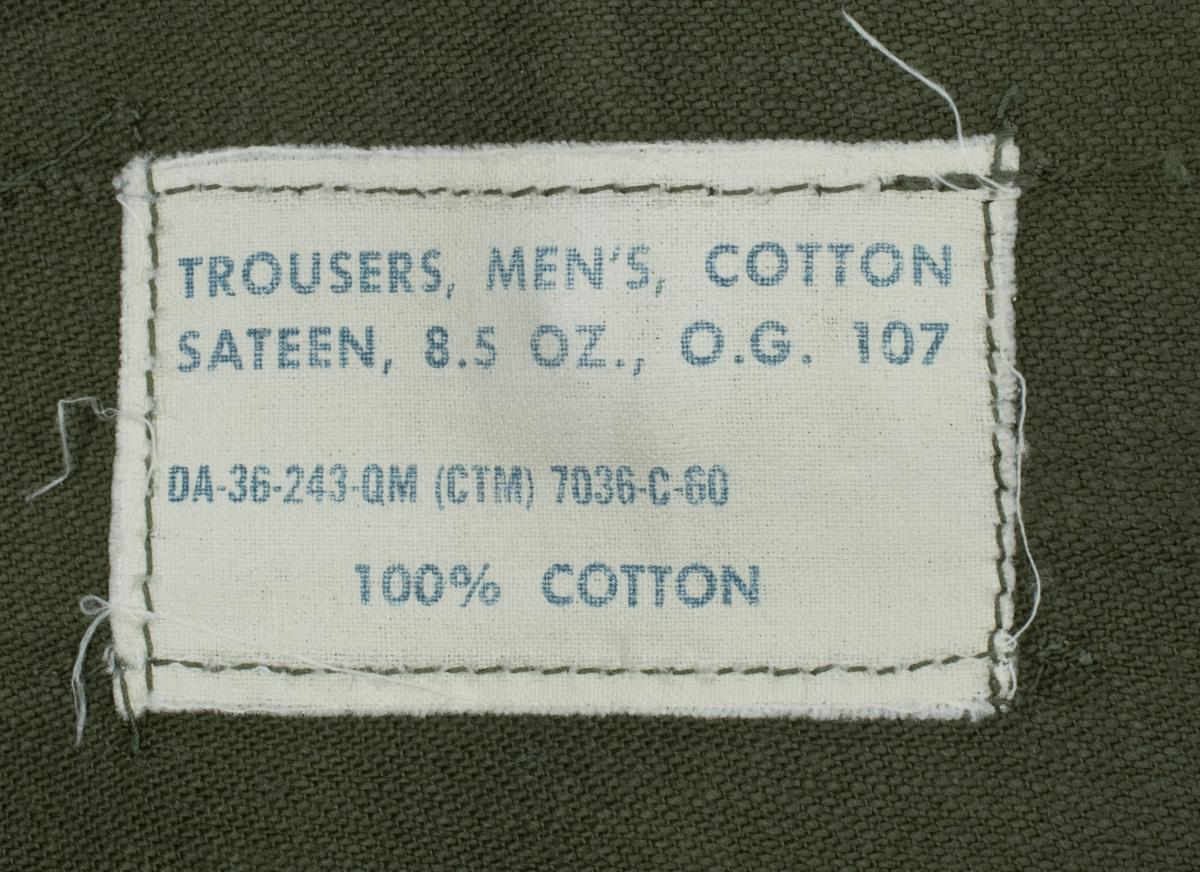 TROUSERS, MEN'S, COTTON
SATEEN, 8.5 OZ., O.G. 107
DA-36-243-QM (CTM) 7036-C-60
100% COTTON